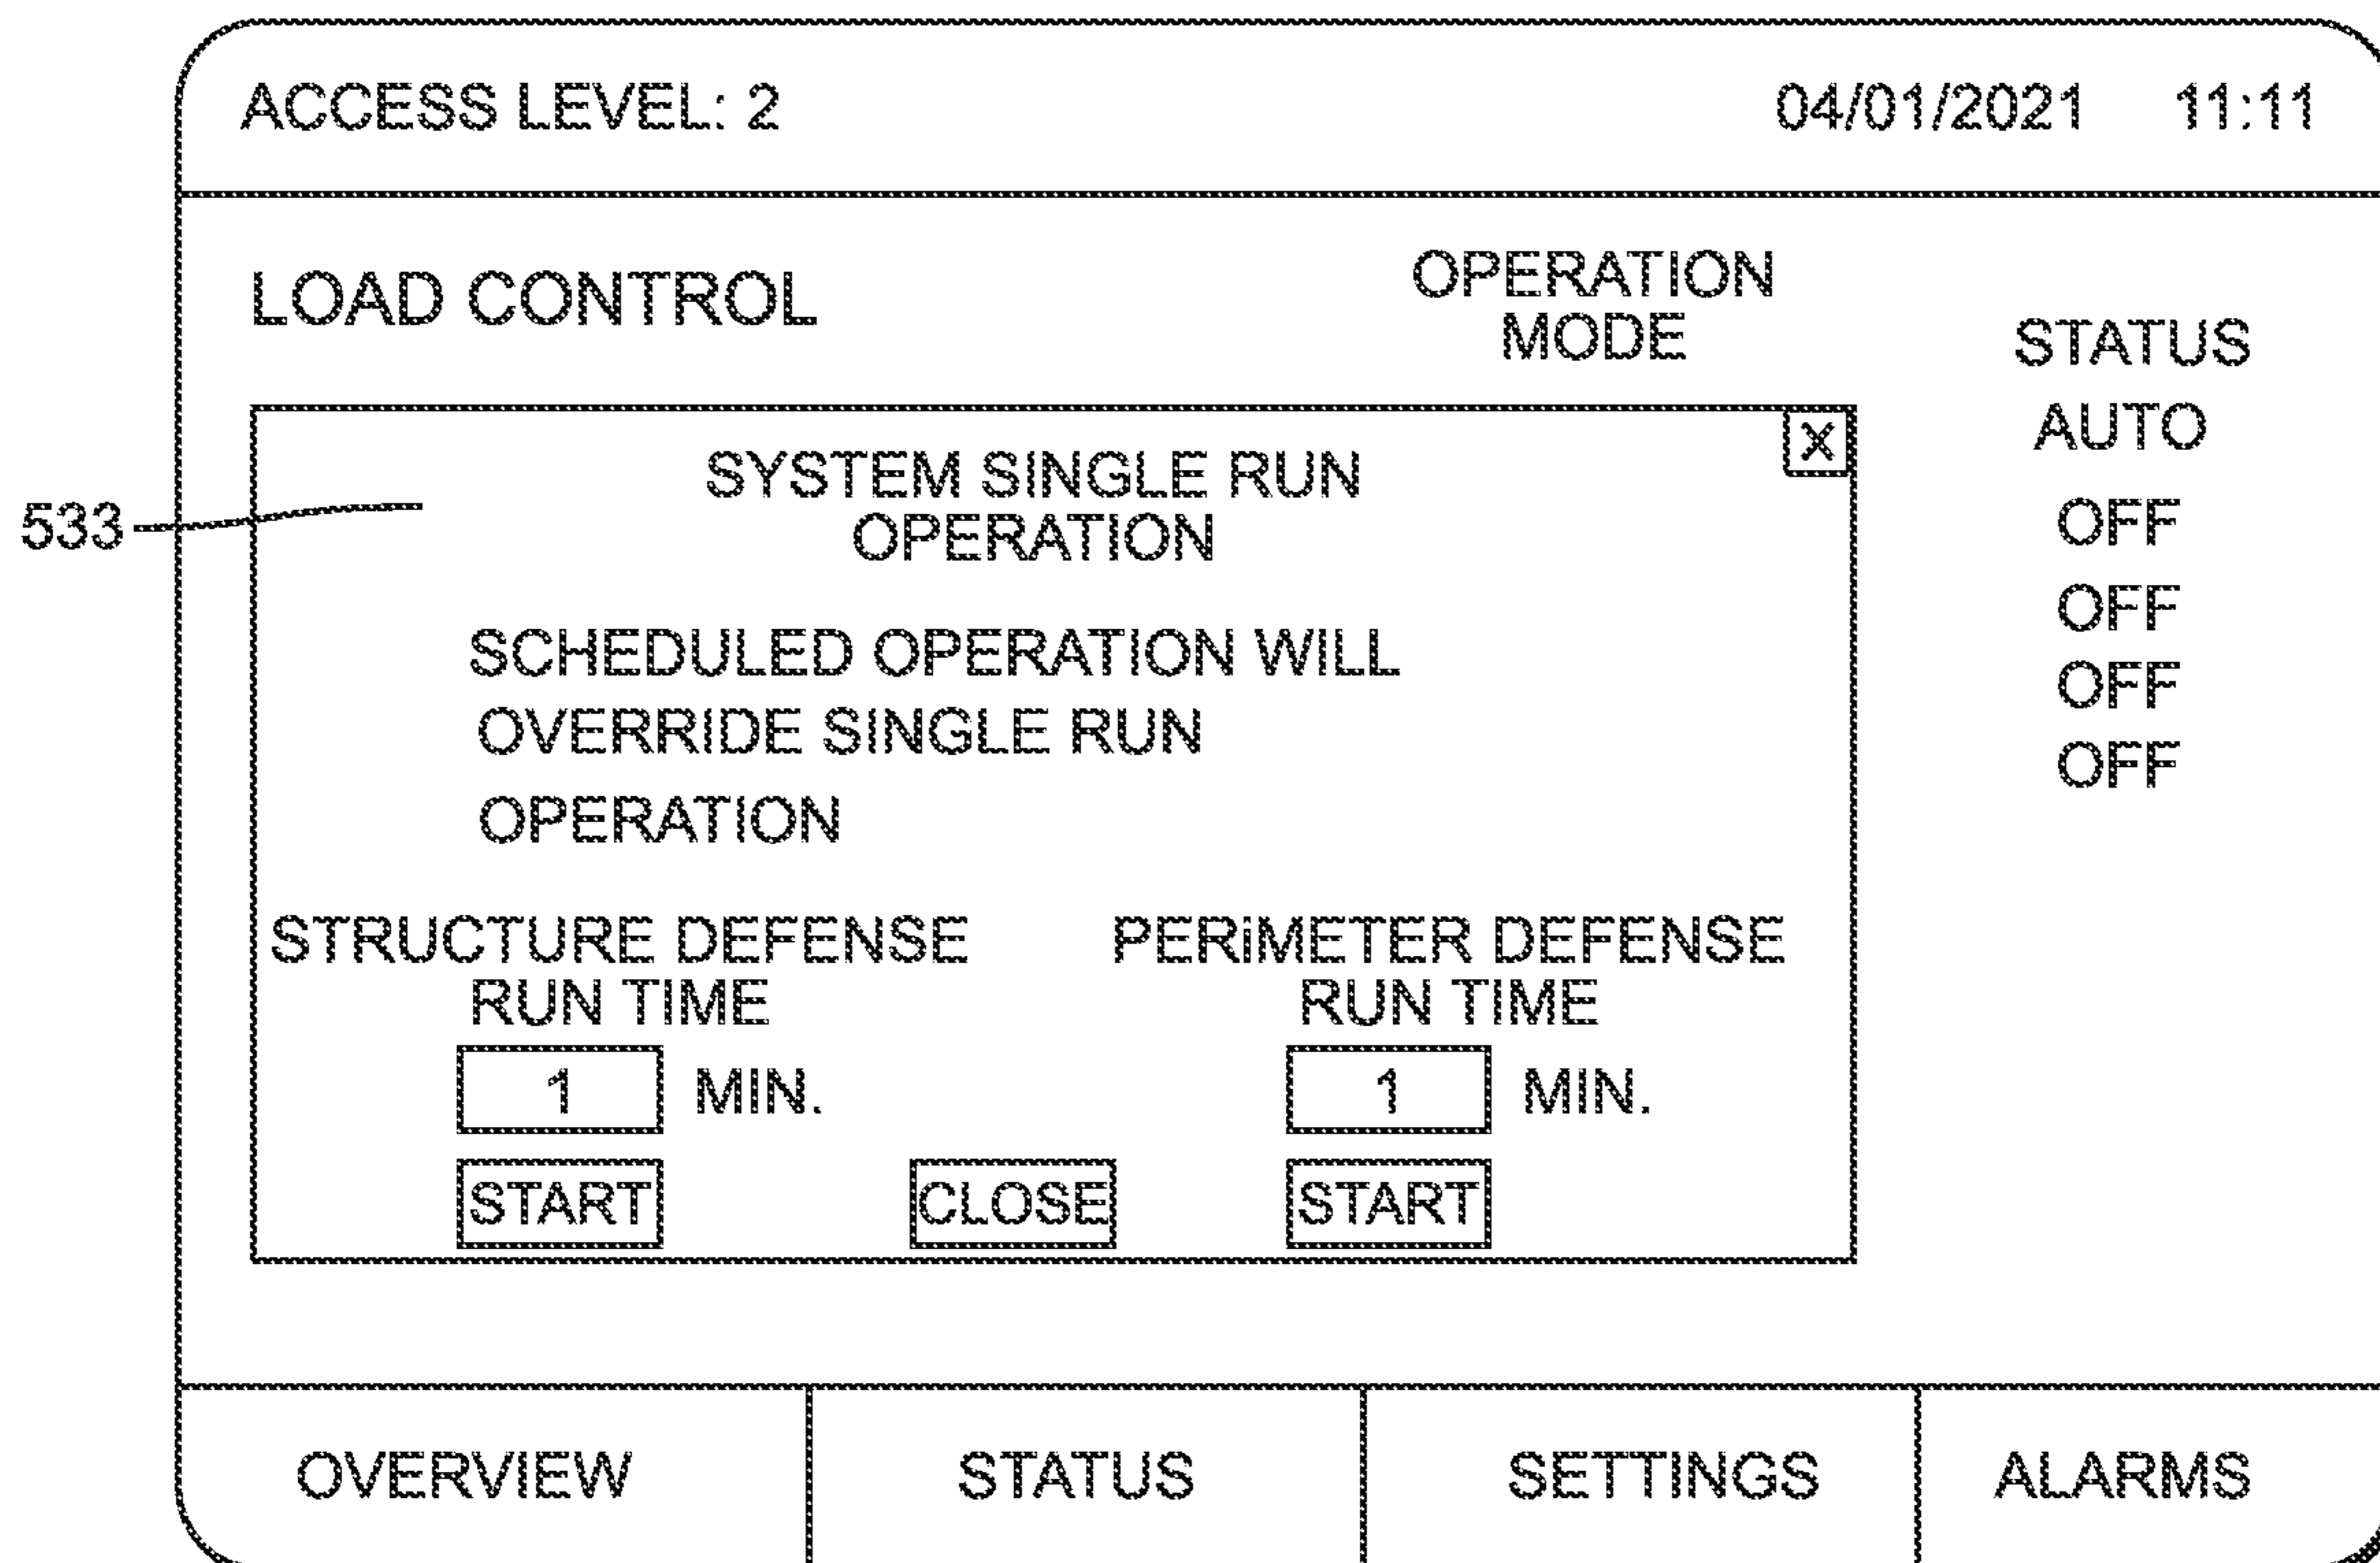 ACCESS LEVEL: 2 04/01/2021 11:11
LOAD CONTROL
OPERATION
MODE
STATUS
AUTO
OFF
OFF
OFF
OFF
533
X
SYSTEM SINGLE RUN
OPERATION
SCHEDULED OPERATION WILL
OVERRIDE SINGLE RUN
OPERATION
STRUCTURE DEFENSE
RUN TIME
1 MIN.
START
CLOSE
PERiMETER DEFENSE
RUN TIME
1 MIN.
START
OVERVIEW STATUS SETTINGS ALARMS